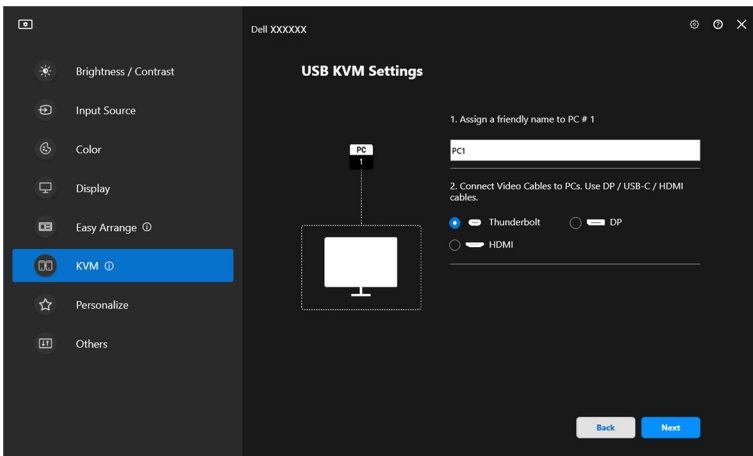 Dell XXXXXX
Brightness / Contrast
Input Source
Color
Display
Easy Arrange
KVM
Personalize
Others
USB KVM Settings
PC
1
1. Assign a friendly name to PC # 1
PC1
2. Connect Video Cables to PCs. Use DP / USB-C / HDMI
cables.
Thunderbolt
DP
HDMI
Back
Next